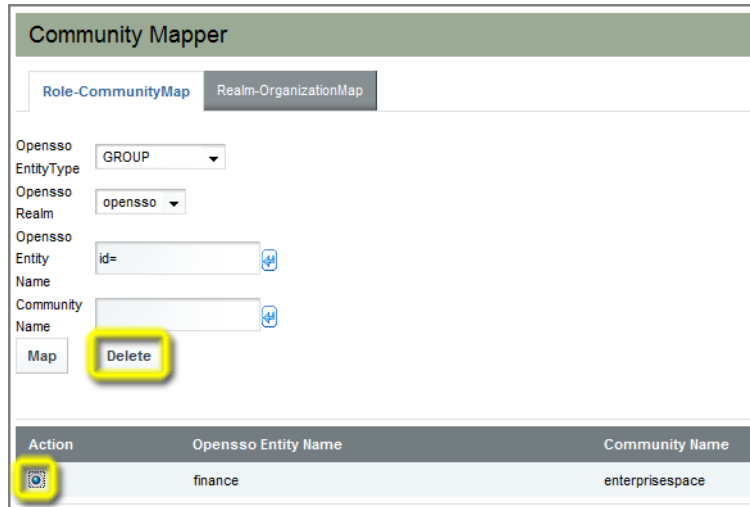 Community Mapper
Role-CommunityMap Realm-OrganizationMap
Opensso
EntityType
GROUP
Opensso
Realm
opensso
Opensso
Entity
Name
id=
Community
Name
Map Delete
Action Opensso Entity Name Community Name
finance enterprisespace